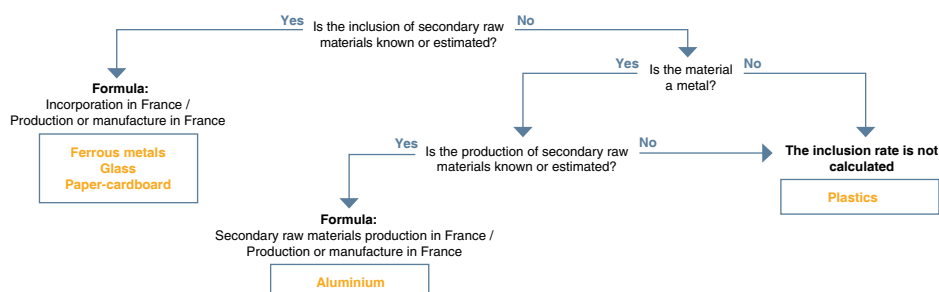 Yes
Is the inclusion of secondary raw
materials known or estimated?
No
Yes
Is the material
a metal?
No
Formula:
Incorporation in France /
Production or manufacture in France
Ferrous metals
Glass
Paper-cardboard
Yes
Is the production of secondary raw
materials known or estimated?
No
The inclusion rate is not
calculated
Plastics
Formula:
Secondary raw materials production in France /
Production or manufacture in France
Aluminium